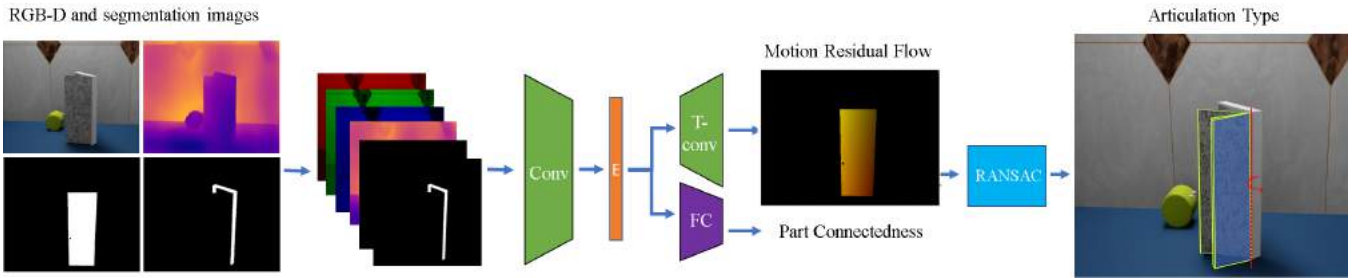 RGB-D and segmentation images
Articulation Type
Motion Residual Flow
Conv
E
T-
conv
FC
RANSAC
Part Connectedness